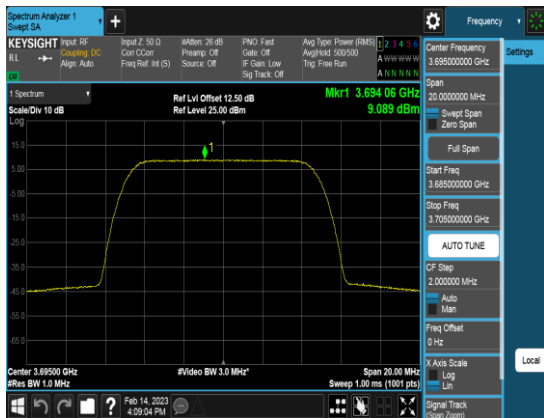 Spectrum Analyzer 1
Swept SA
+
Frequency
KEYSIGHT
Input: RF
Input Z: 50 Ω
#Atten: 26 dB
PNO: Fast
Avg Type: Power (RMS)
1 2 3 4 5 6
RL
Coupling: DC
Corr CCorr
Preamp: Off
Gate: Off
Avg|Hold: 500/500
A W W W W W
Align: Auto
Freq Ref: Int (S)
Source: Off
IF Gain: Low
Trig: Free Run
Sig Track: Off
A N N N N N
1 Spectrum
Scale/Div 10 dB
Ref Lvl Offset 12.50 dB
Ref Level 25.00 dBm
Mkr1 3.694 06 GHz
9.089 dBm
Log
15.0
5.00
-5.00
-15.0
-25.0
-35.0
-45.0
-55.0
-65.0
1
Center 3.69500 GHz
#Video BW 3.0 MHz*
Span 20.00 MHz
#Res BW 1.0 MHz
Sweep 1.00 ms (1001 pts)
Feb 14, 2023
4:09:04 PM
?
Center Frequency
3.695000000 GHz
Span
20.0000000 MHz
Swept Span
Zero Span
Full Span
Start Freq
3.685000000 GHz
Stop Freq
3.705000000 GHz
AUTO TUNE
CF Step
2.000000 MHz
Auto
Man
Freq Offset
0 Hz
X Axis Scale
Log
Lin
Signal Track
(Span Zoom)
Settings
Local